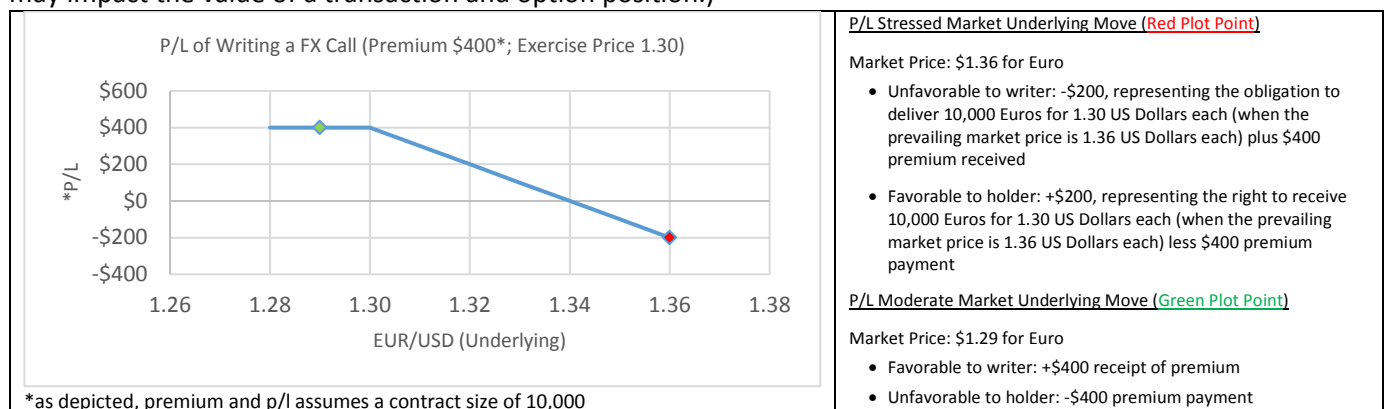 may impact the value of a transaction and option position.)
P/L of Writing a FX Call (Premium $400*; Exercise Price 1.30)
$600
$400
$200
$0
-$200
-$400
*P/L
1.26 1.28 1.30 1.32 1.34 1.36 1.38
EUR/USD (Underlying)
*as depicted, premium and p/l assumes a contract size of 10,000
P/L Stressed Market Underlying Move (Red Plot Point)
Market Price: $1.36 for Euro
• Unfavorable to writer: -$200, representing the obligation to
deliver 10,000 Euros for 1.30 US Dollars each (when the
prevailing market price is 1.36 US Dollars each) plus $400
premium received
• Favorable to holder: +$200, representing the right to receive
10,000 Euros for 1.30 US Dollars each (when the prevailing
market price is 1.36 US Dollars each) less $400 premium
payment
P/L Moderate Market Underlying Move (Green Plot Point)
Market Price: $1.29 for Euro
• Favorable to writer: +$400 receipt of premium
• Unfavorable to holder: -$400 premium payment